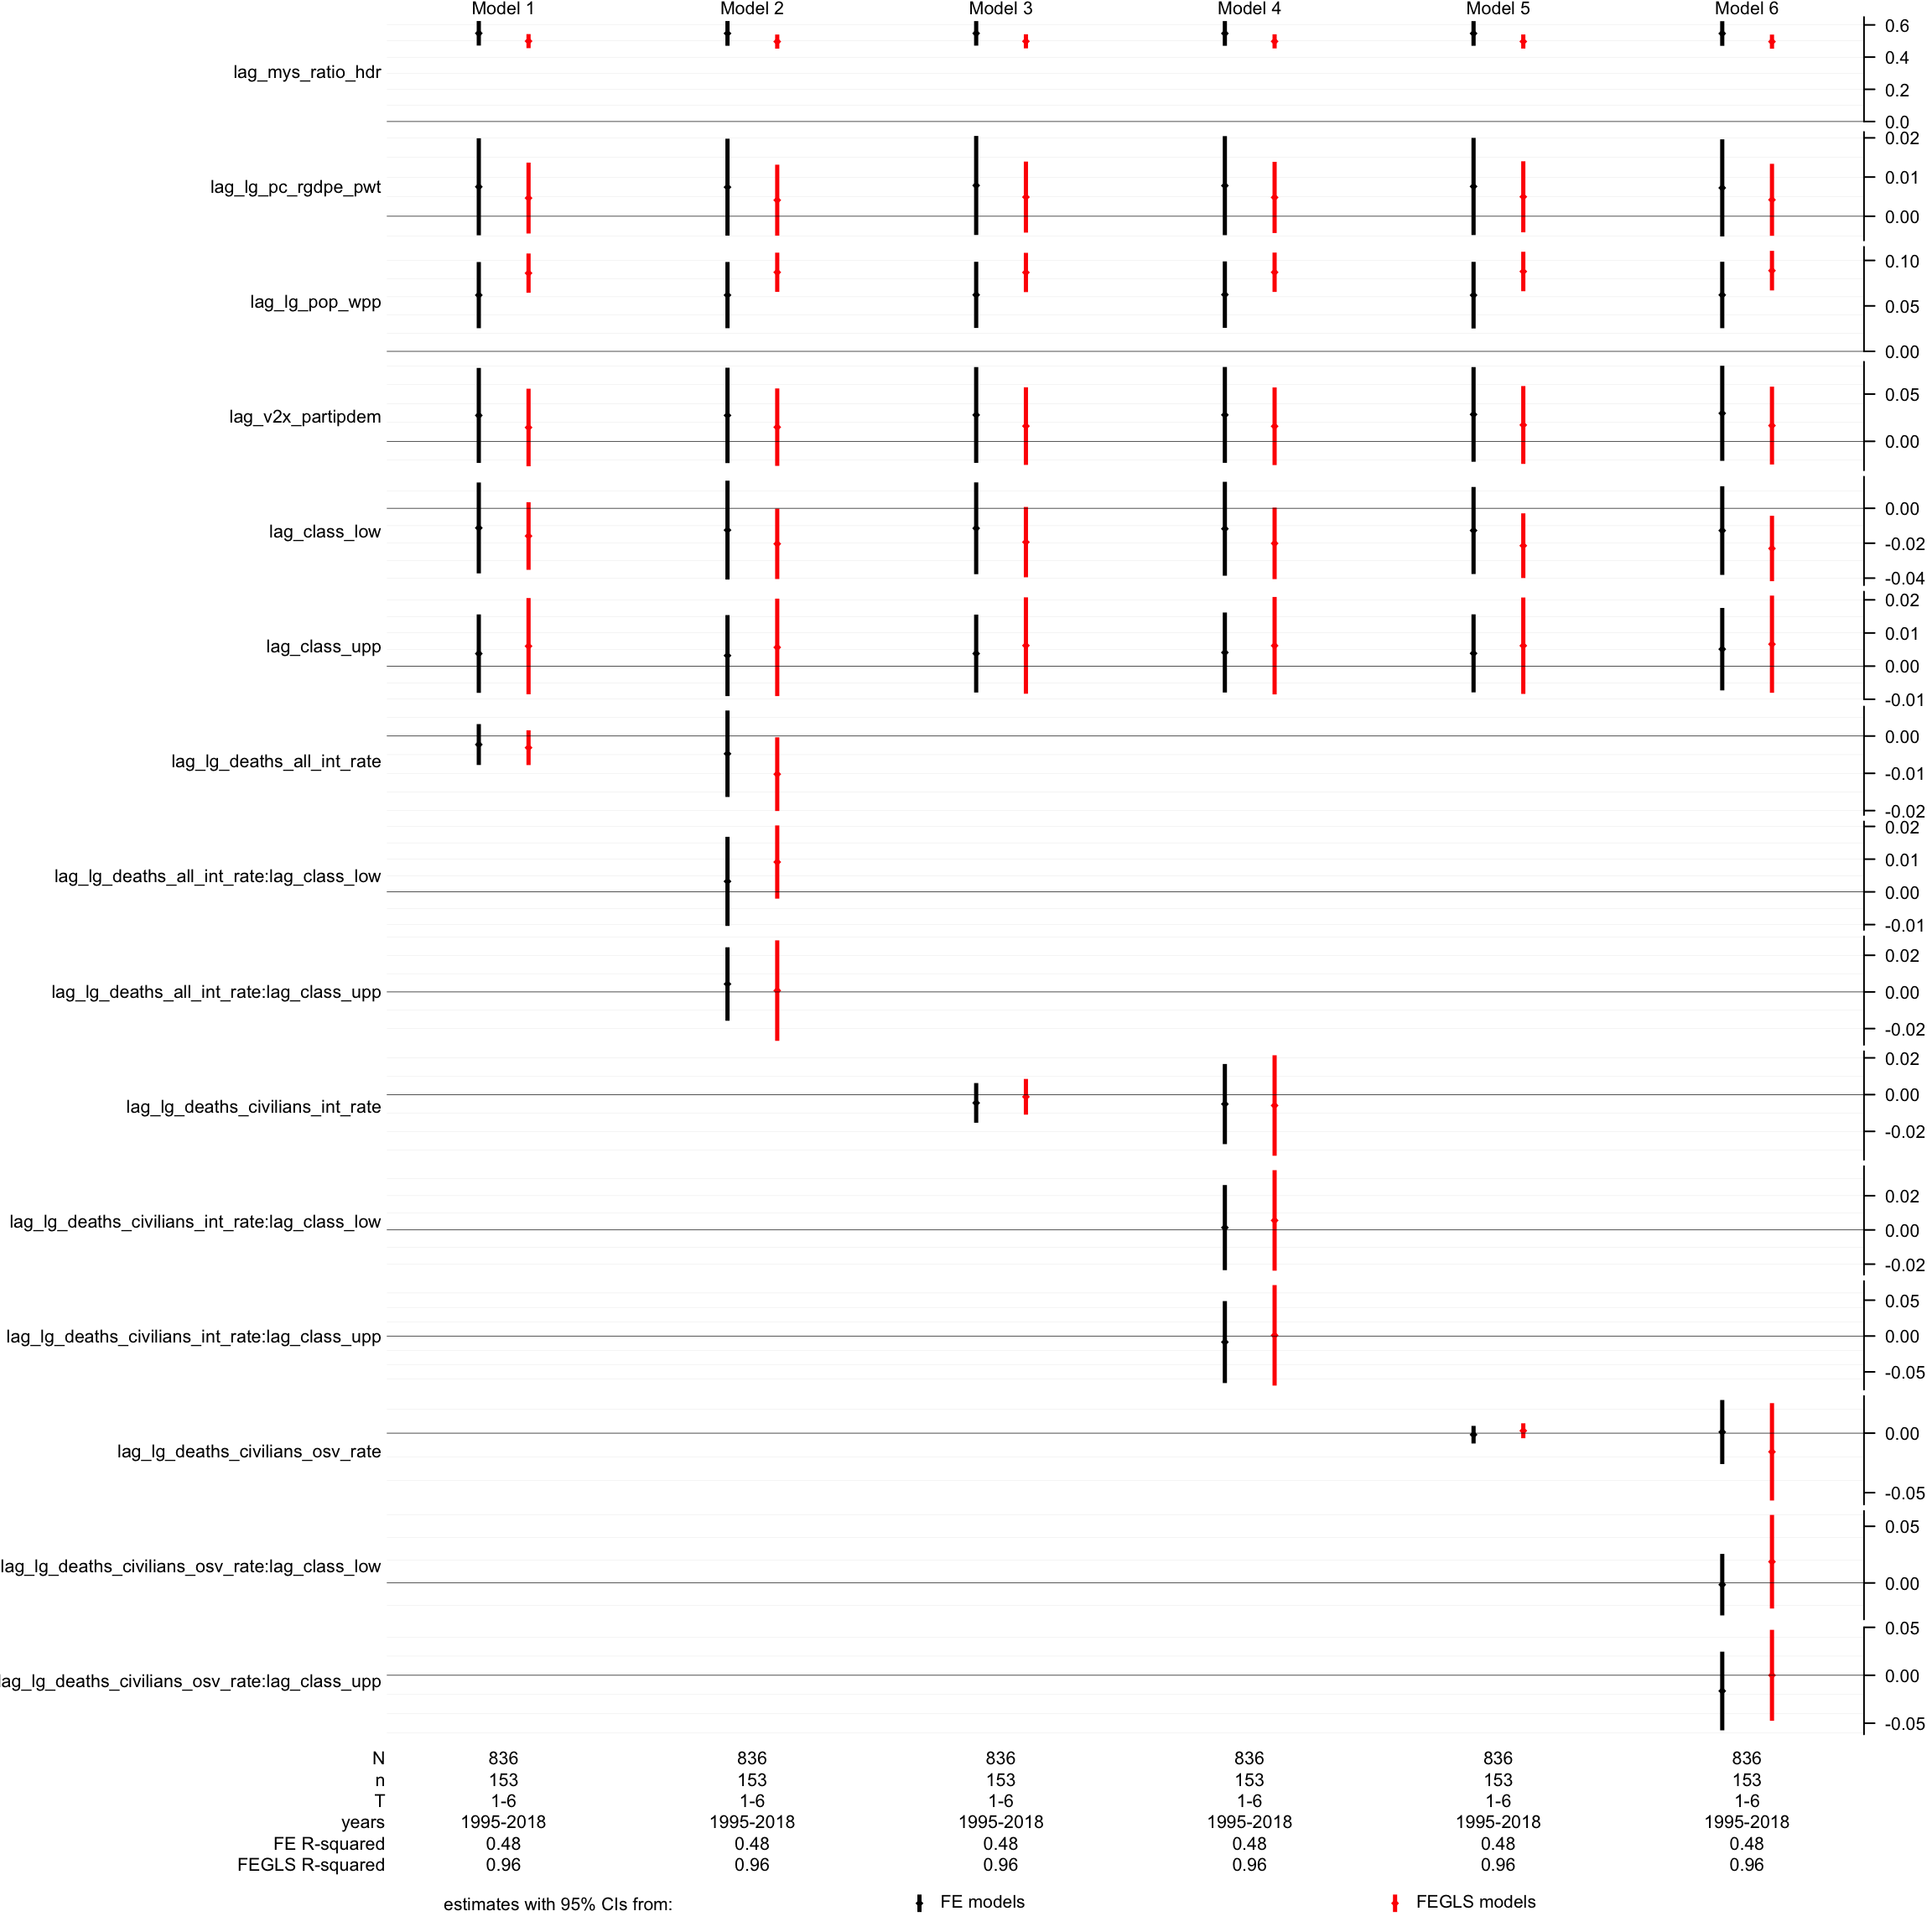 Model 1 Model 2 Model 3 Model 4 Model 5 Model 6
lag_mys_ratio_hdr
0.6
0.4
0.2
0.0
lag_lg_pc_rgdpe_pwt
0.02
0.01
0.00
lag_lg_pop_wpp
0.10
0.05
0.00
lag_v2x_partipdem
0.05
0.00
lag_class_low
0.00
-0.02
-0.04
lag_class_upp
0.02
0.01
0.00
-0.01
lag_lg_deaths_all_int_rate
0.00
-0.01
-0.02
lag_lg_deaths_all_int_rate:lag_class_low
0.02
0.01
0.00
-0.01
lag_lg_deaths_all_int_rate:lag_class_upp
0.02
0.00
-0.02
lag_lg_deaths_civilians_int_rate
0.02
0.00
-0.02
lag_lg_deaths_civilians_int_rate:lag_class_low
0.02
0.00
-0.02
lag_lg_deaths_civilians_int_rate:lag_class_upp
0.05
0.00
-0.05
lag_lg_deaths_civilians_osv_rate
0.00
-0.05
lag_lg_deaths_civilians_osv_rate:lag_class_low
0.05
0.00
lag_lg_deaths_civilians_osv_rate:lag_class_upp
0.05
0.00
-0.05
N 836 836 836 836 836 836
n 153 153 153 153 153 153
T 1-6 1-6 1-6 1-6 1-6 1-6
years 1995-2018 1995-2018 1995-2018 1995-2018 1995-2018 1995-2018
FE R-squared 0.48 0.48 0.48 0.48 0.48 0.48
FEGLS R-squared 0.96 0.96 0.96 0.96 0.96 0.96
estimates with 95% CIs from: FE models FEGLS models